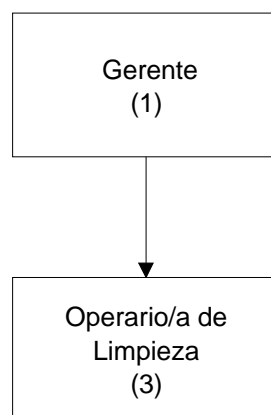 Gerente
(1)
Operario/a de
Limpieza
(3)